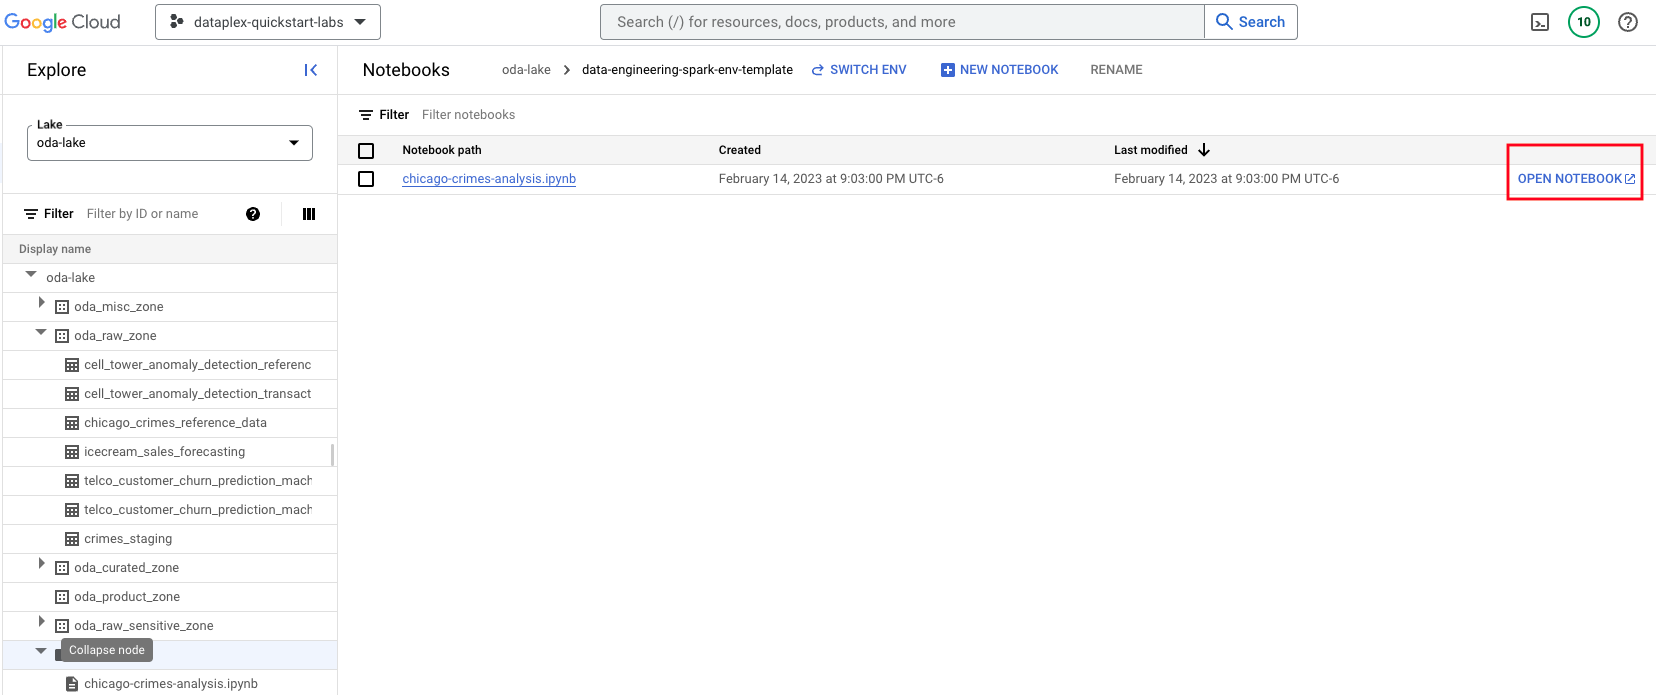 Google Cloud
dataplex-quickstart-labs
Search (/) for resources, docs, products, and more
Search
10
Explore
Notebooks
oda-lake
data-engineering-spark-env-template
SWITCH ENV
NEW NOTEBOOK
RENAME
Lake
oda-lake
Filter
Filter notebooks
Notebook path
Created
Last modified
chicago-crimes-analysis.ipynb
February 14, 2023 at 9:03:00 PM UTC-6
February 14, 2023 at 9:03:00 PM UTC-6
OPEN NOTEBOOK
Filter
Filter by ID or name
Display name
oda-lake
oda_misc_zone
oda_raw_zone
cell_tower_anomaly_detection_referenc
cell_tower_anomaly_detection_transact
chicago_crimes_reference_data
icecream_sales_forecasting
telco_customer_churn_prediction_mach
telco_customer_churn_prediction_mach
crimes_staging
oda_curated_zone
oda_product_zone
oda_raw_sensitive_zone
Collapse node
chicago-crimes-analysis.ipynb